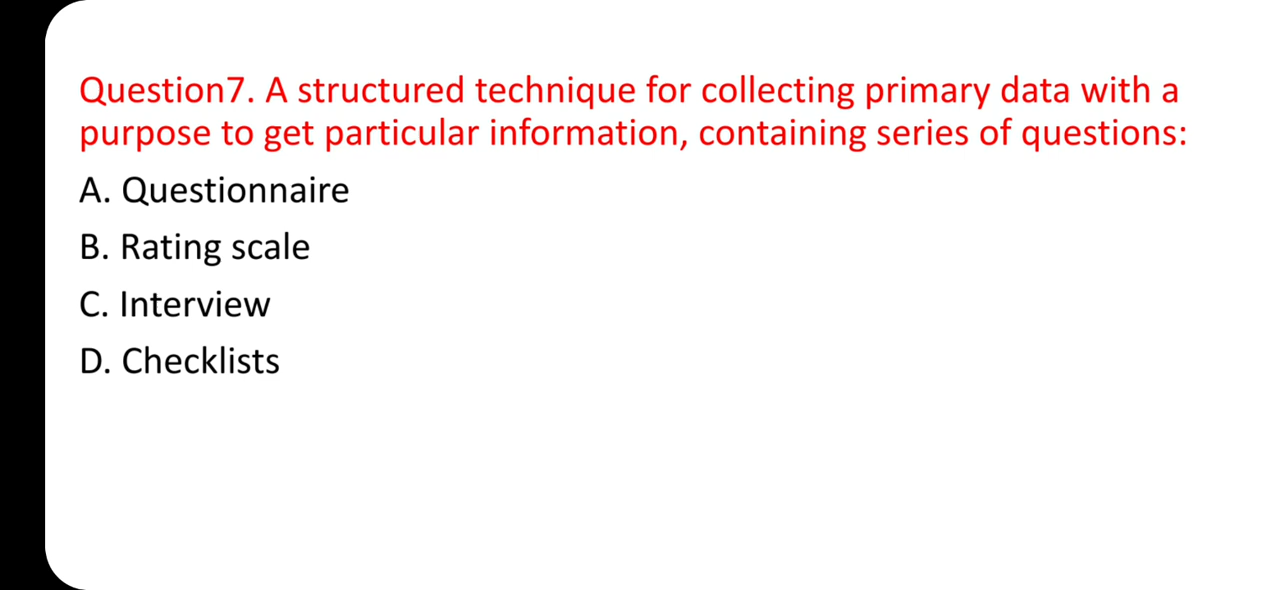 Question7. A structured technique for collecting primary data with a
purpose to get particular information, containing series of questions:
A. Questionnaire
B. Rating scale
C. Interview
D. Checklists